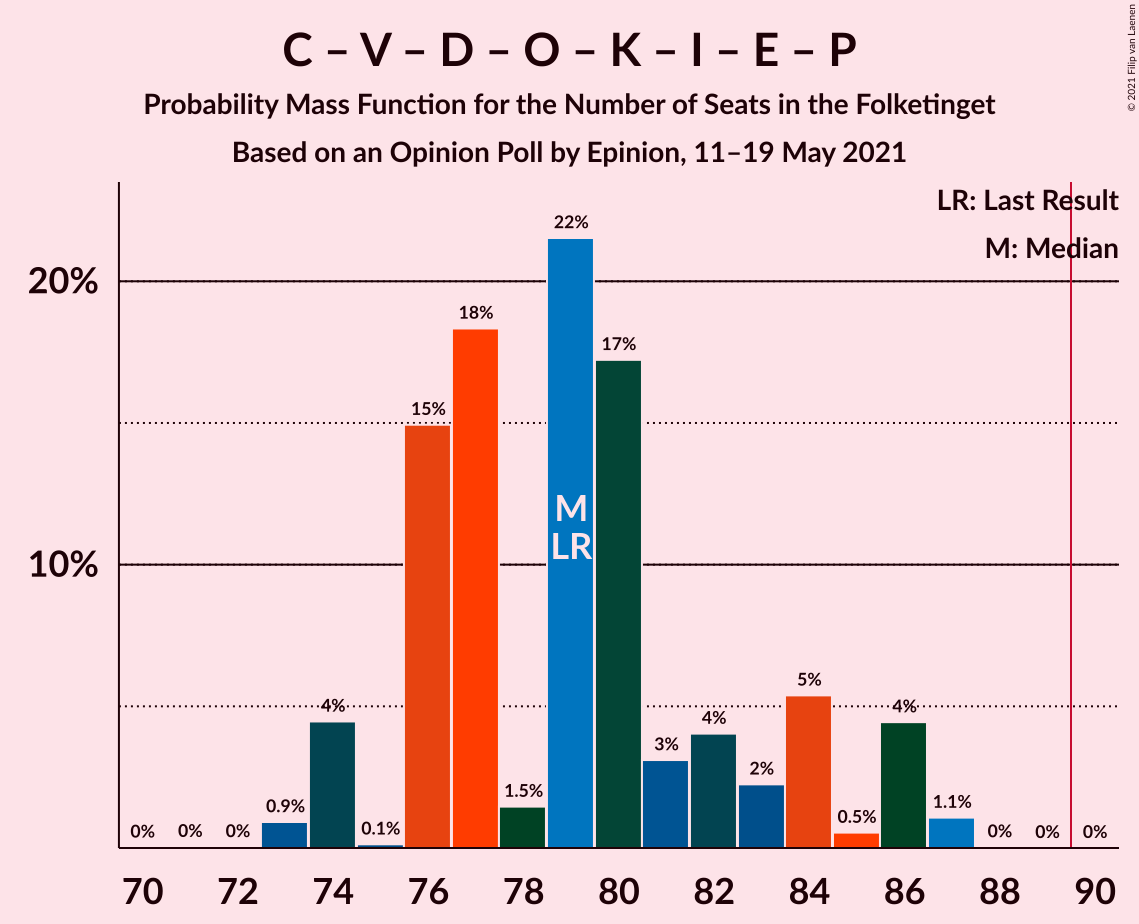 C – V – D – O – K – I – E – P
Probability Mass Function for the Number of Seats in the Folketinget
Based on an Opinion Poll by Epinion, 11–19 May 2021
© 2021 Filip van Laenen
LR: Last Result
M: Median
22%
20%
18%
17%
15%
M
LR
10%
5%
4%
4%
4%
3%
2%
1.5%
1.1%
0.9%
0.5%
0.1%
0%
0%
0%
0%
0%
0%
70 72 74 76 78 80 82 84 86 88 90